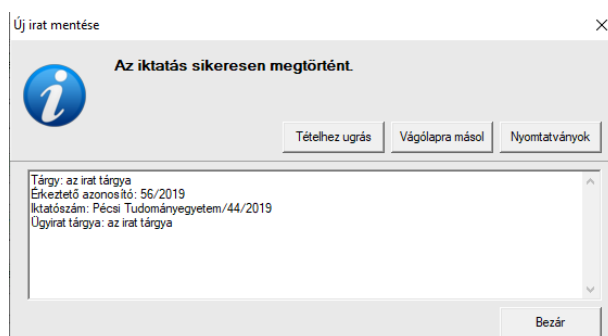 Új irat mentése
Az iktatás sikeresen megtörtént.
Tételhez ugrás Vágólapra másol Nyomtatványok
Tárgy: az irat tárgya
Érkeztető azonosító: 56/2019
Iktatószám: Pécsi Tudományegyetem/44/2019
Ügyirat tárgya: az irat tárgya
Bezár